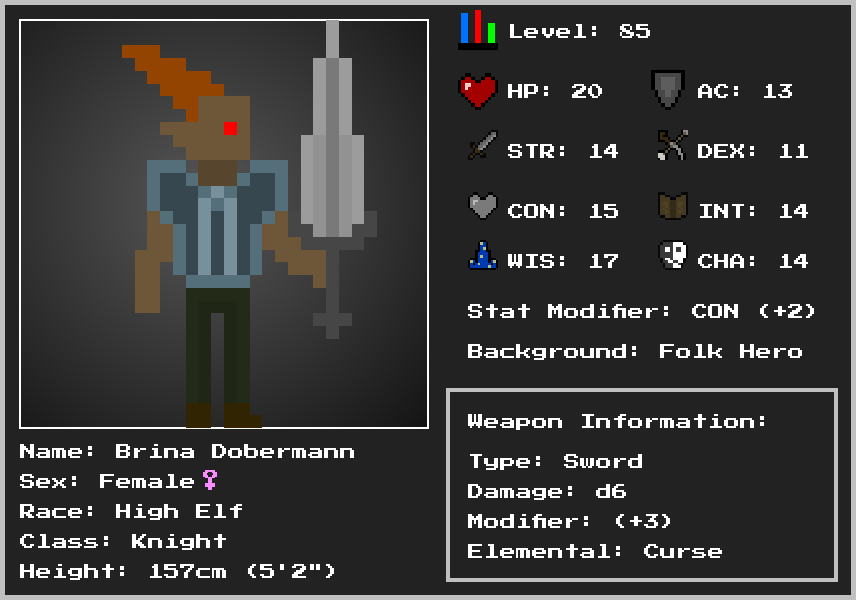 Level: 85
HP: 20 AC: 13
STR: 14 DEX: 11
CON: 15 INT: 14
WIS: 17 CHA: 14
Stat Modifier: CON (+2)
Background: Folk Hero
Weapon Information:
Type: Sword
Damage: d6
Modifier: (+3)
Elemental: Curse
Name: Brina Dobermann
Sex: Female♀
Race: High Elf
Class: Knight
Height: 157cm (5'2")